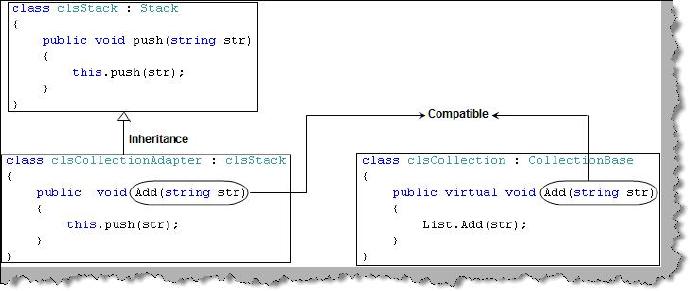 class clsStack : Stack
{
public void push(string str)
{
this.push(str);
}
}
Compatible
Inheritance
class clsCollectionAdapter : clsStack
{
public void Add(string str)
{
this.push(str);
}
}
class clsCollection : CollectionBase
{
public virtual void Add(string str)
{
List.Add(str);
}
}